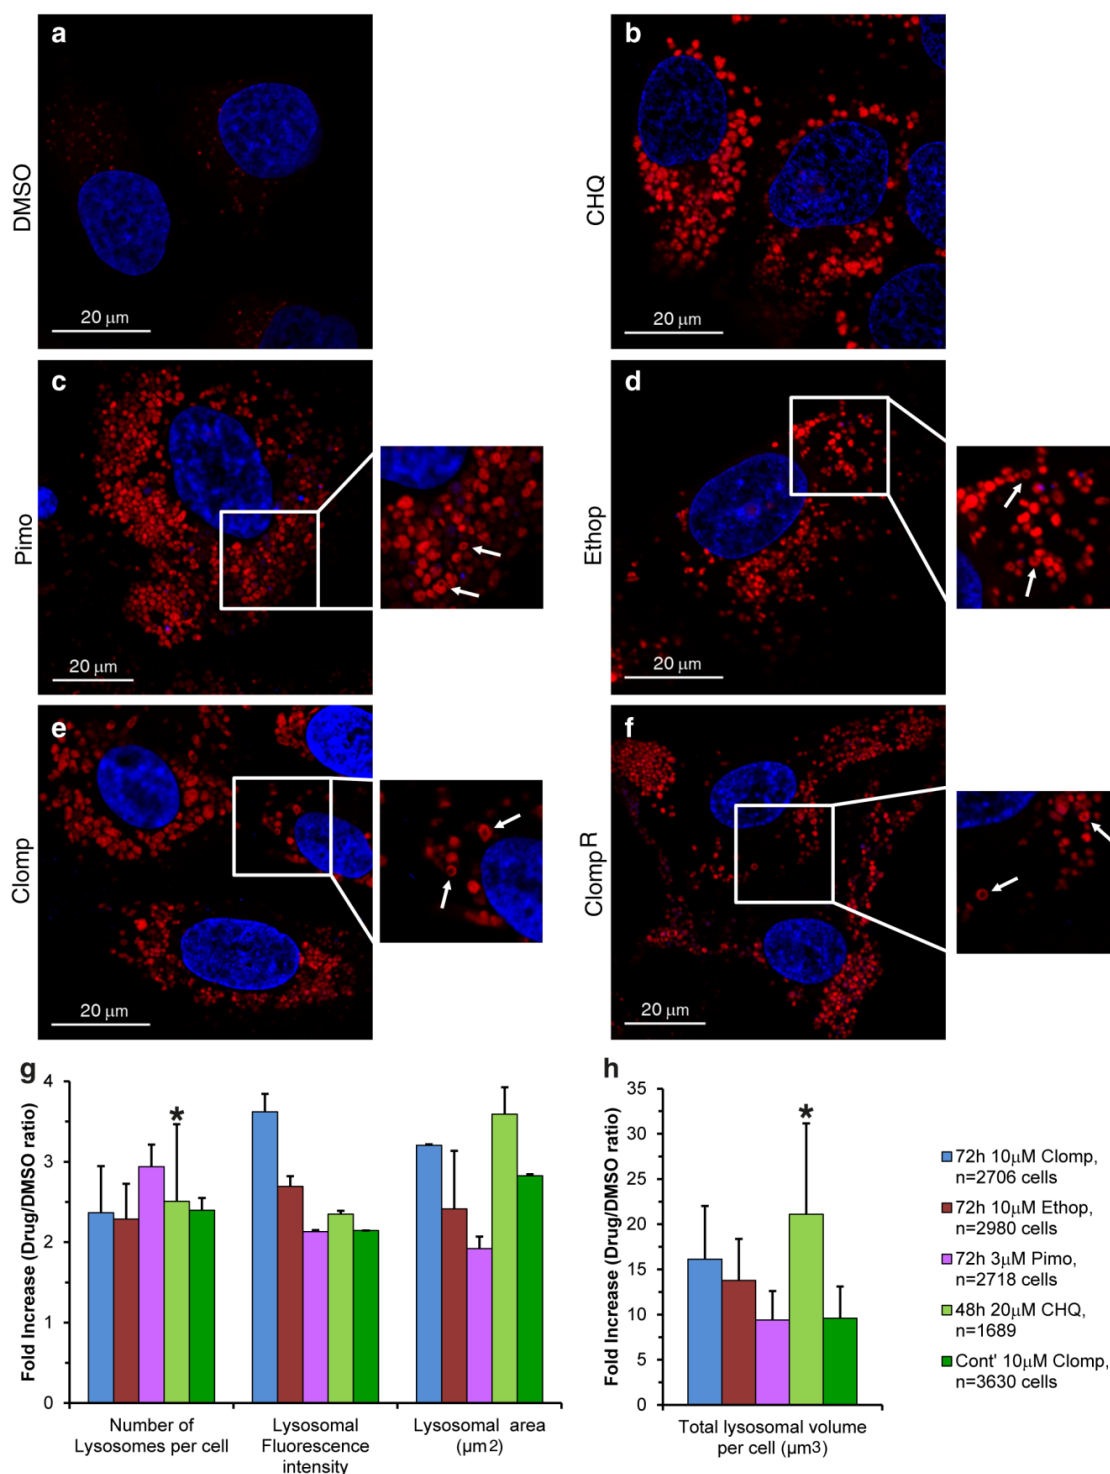 a
DMSO
20 μm
b
CHQ
20 μm
c
Pimo
20 μm
d
Ethop
20 μm
e
Clomp
20 μm
f
Clomp^R
20 μm
g
Fold Increase (Drug/DMSO ratio)
4
3
2
1
0
*
Number of
Lysosomes per cell
Lysosomal
Fluorescence
intensity
Lysosomal area
(μm2)
h
Fold Increase (Drug/DMSO ratio)
35
30
25
20
15
10
5
0
*
Total lysosomal volume
per cell (μm3)
72h 10μM Clomp,
n=2706 cells
72h 10μM Ethop,
n=2980 cells
72h 3μM Pimo,
n=2718 cells
48h 20μM CHQ,
n=1689
Cont' 10μM Clomp,
n=3630 cells